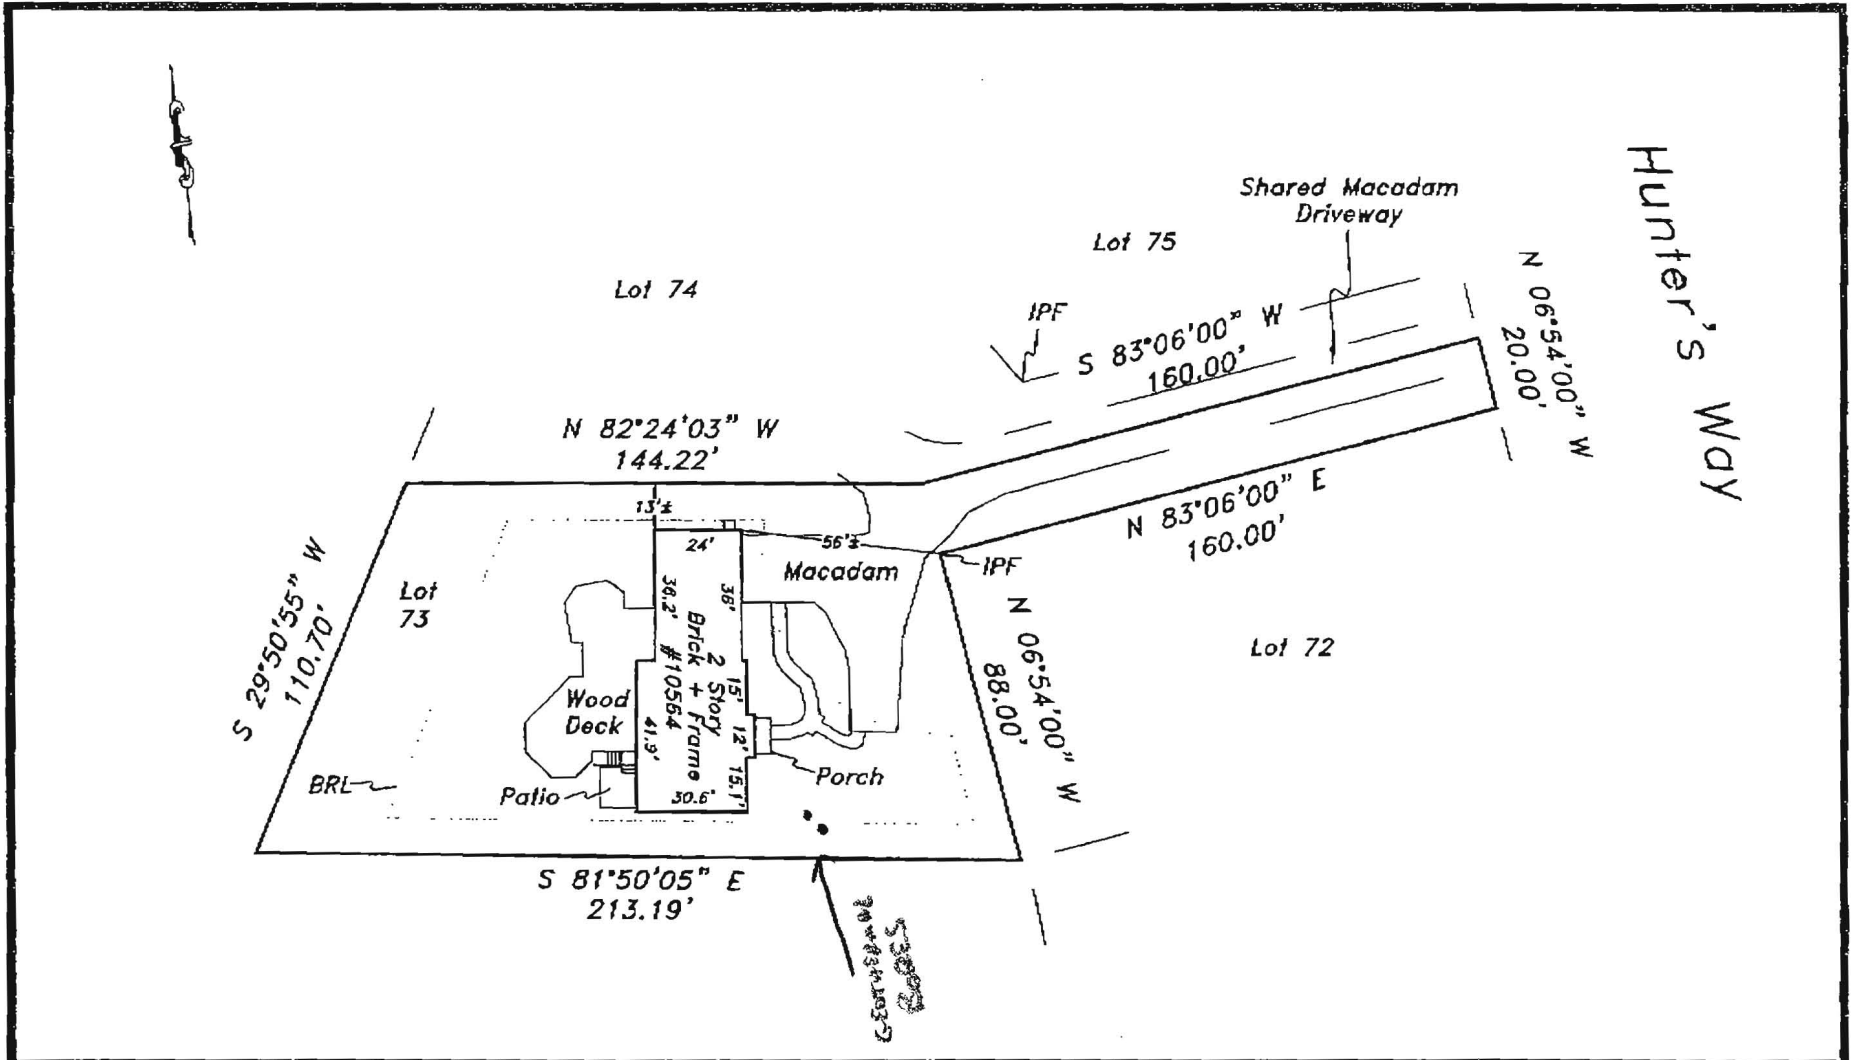 Hunter's Way
Shared Macadam
Driveway
Lot 75
Lot 74
IPF
S 83°06'00" W
160.00'
N 06°54'00" W
20.00'
N 82°24'03" W
144.22'
13'±
24'
56'±
Macadam
N 83°06'00" E
160.00'
IPF
S 29°50'55" W
110.70'
Lot
73
38.2'
38'
2 Story
Brick + Frame
#10564
15'
12'
15.1'
41.9'
30.6'
Wood
Deck
Porch
Patio
BRL
N 06°54'00" W
88.00'
Lot 72
S 81°50'05" E
213.19'
GEOTHERMAL